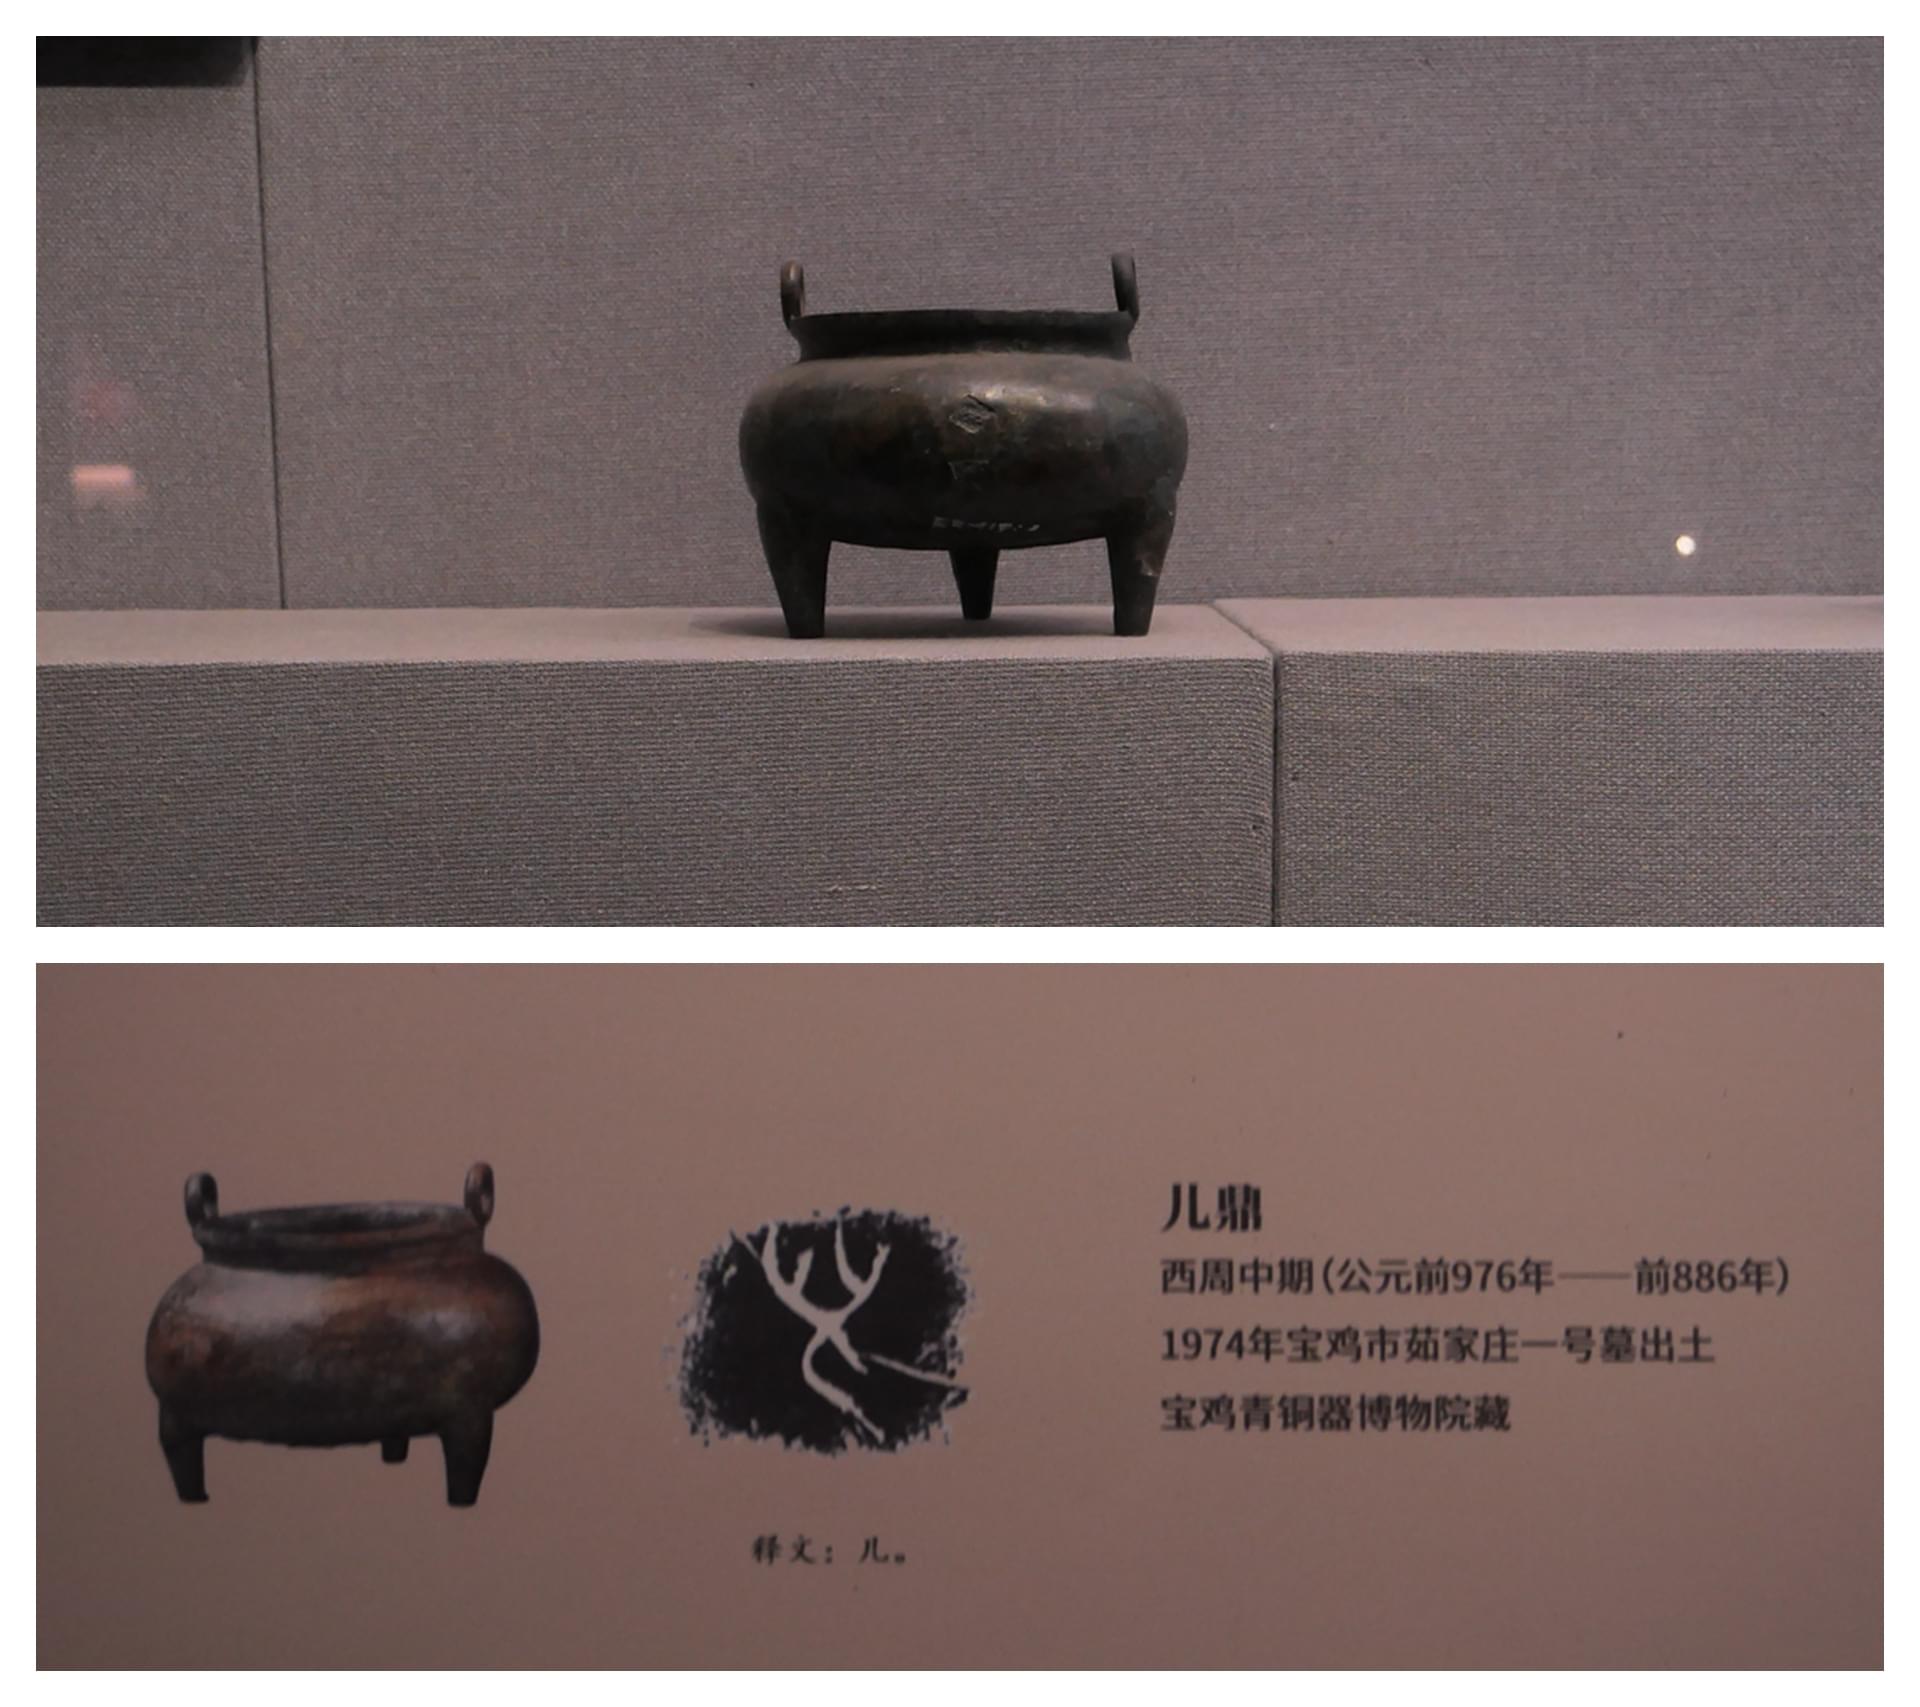 儿鼎
西周中期（公元前976年——前886年）
1974年宝鸡市茹家庄一号墓出土
宝鸡青铜器博物院藏
释文：儿。